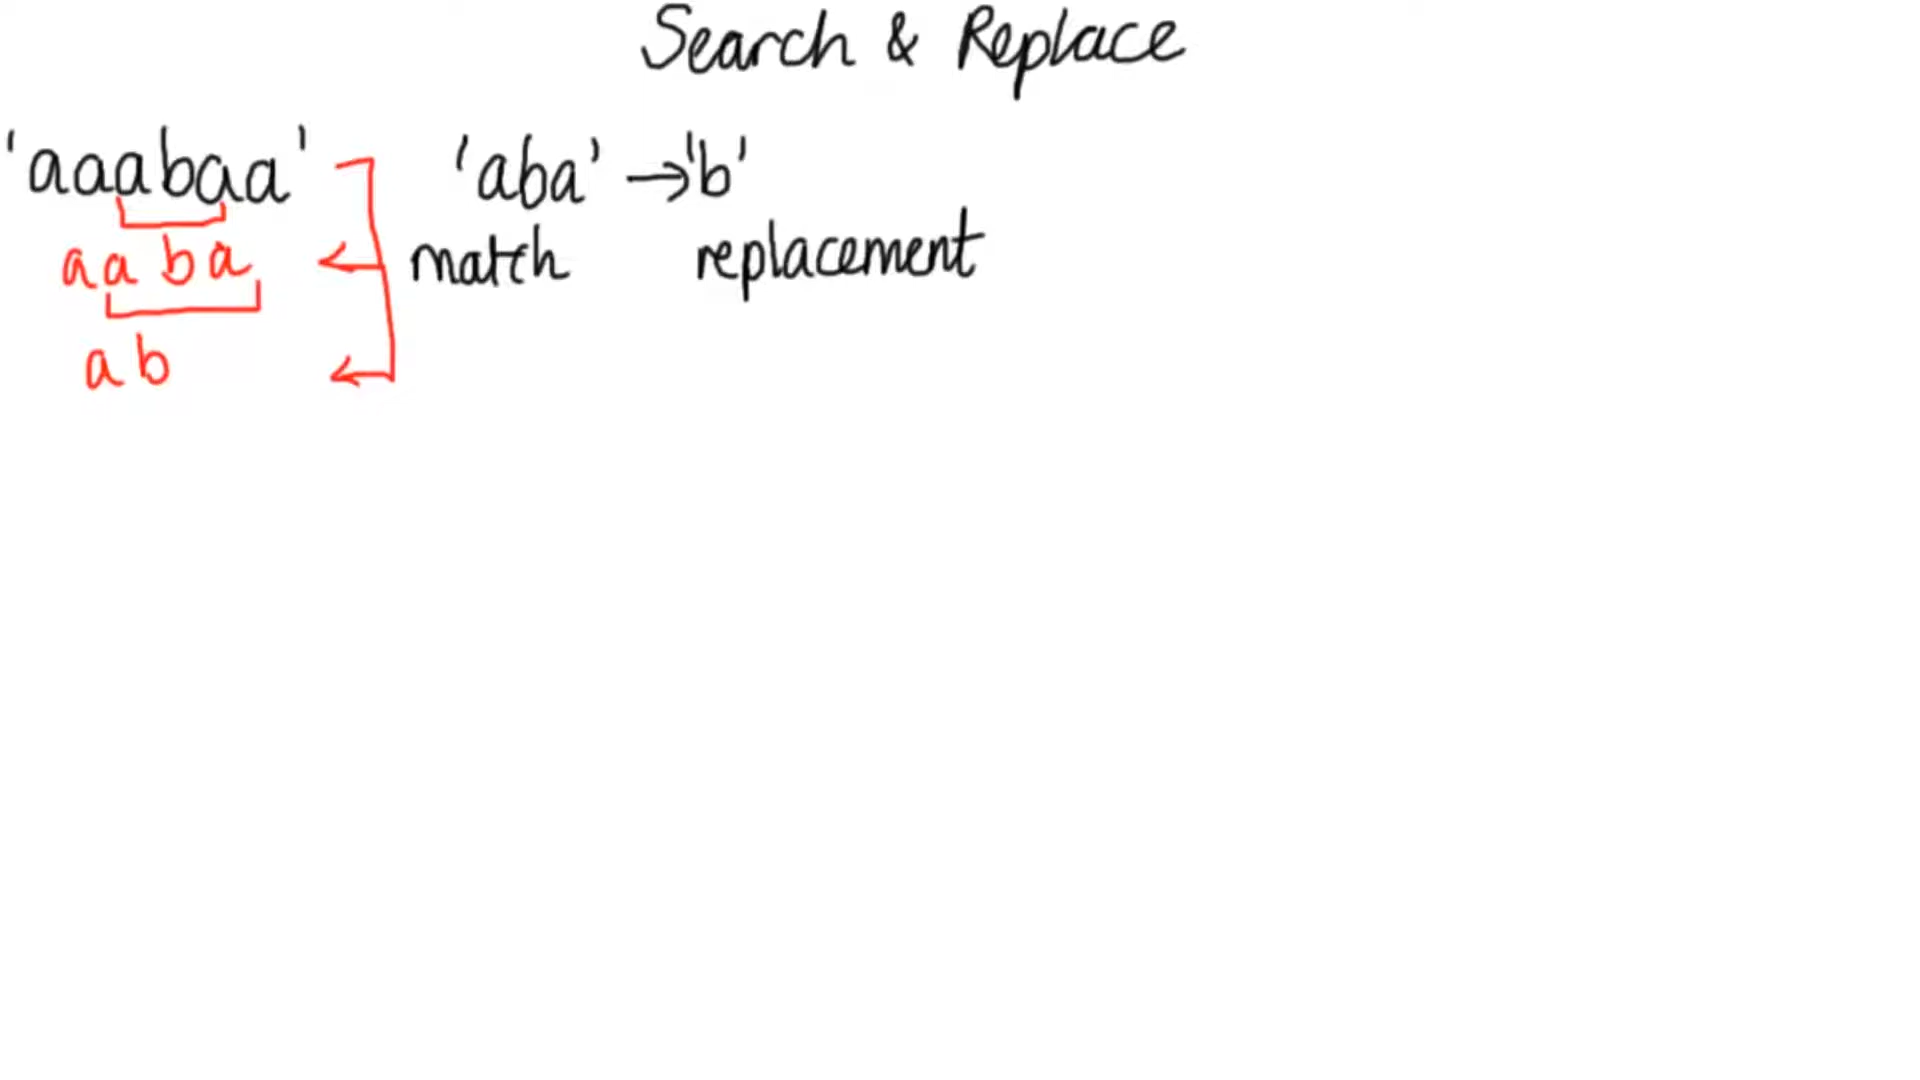 Search & Replace
'aaabaa' 'aba' → 'b'
aaba match replacement
ab